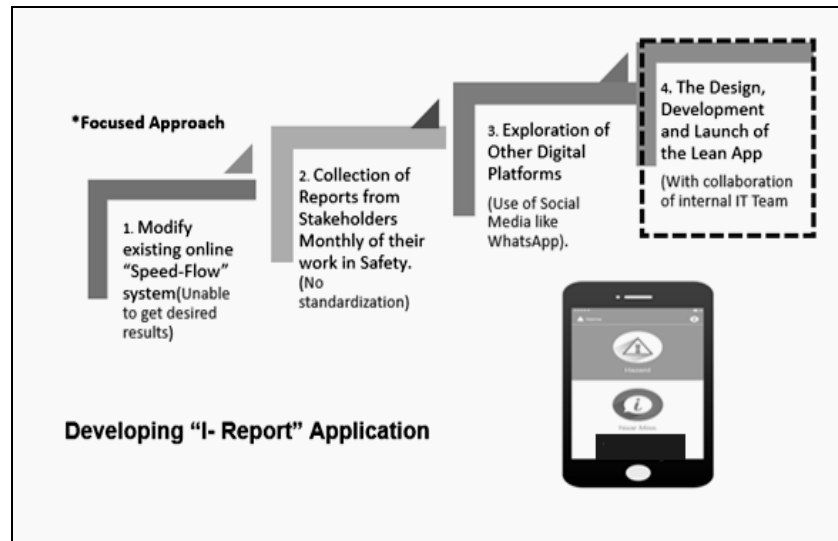 *Focused Approach
1. Modify
existing online
“Speed-Flow”
system(Unable
to get desired
results)
2. Collection of
Reports from
Stakeholders
Monthly of their
work in Safety.
(No
standardization)
3. Exploration of
Other Digital
Platforms
(Use of Social
Media like
WhatsApp).
4. The Design,
Development
and Launch of
the Lean App
(With collaboration
of internal IT Team
Home
Hazard
Near Miss
Developing “I- Report” Application